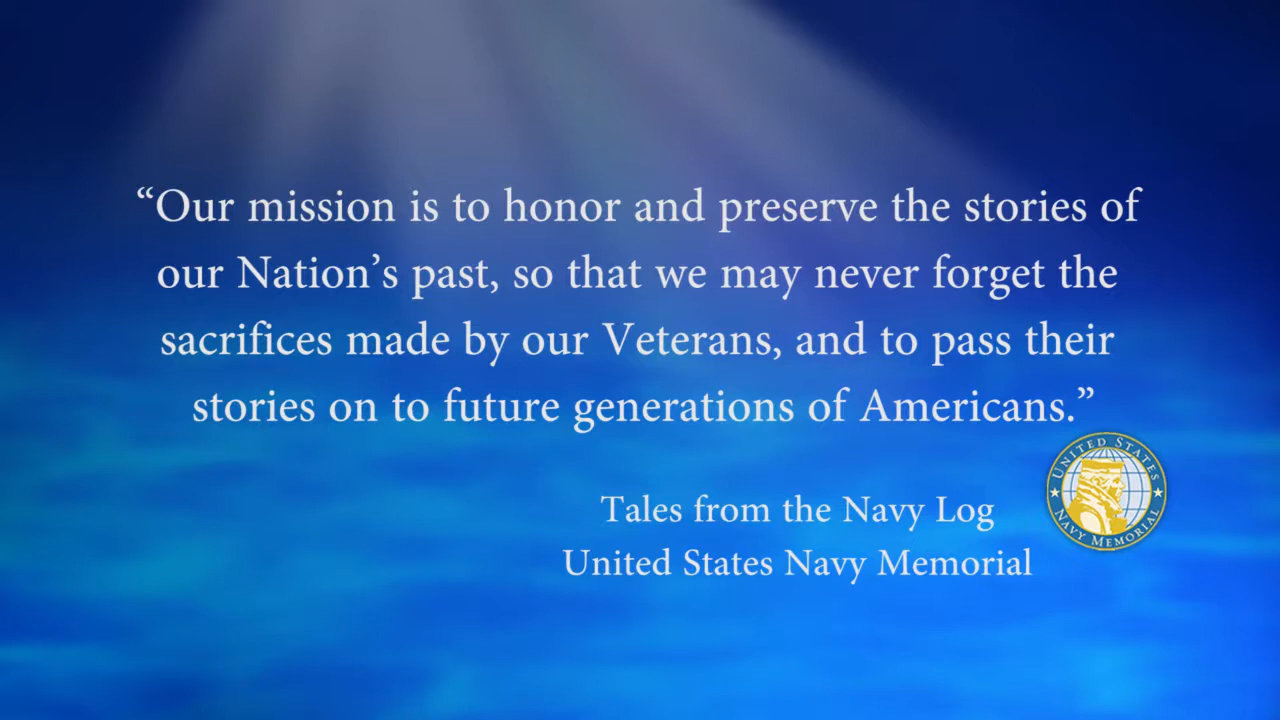 “Our mission is to honor and preserve the stories of
our Nation’s past, so that we may never forget the
sacrifices made by our Veterans, and to pass their
stories on to future generations of Americans.”
Tales from the Navy Log
United States Navy Memorial
UNITED STATES
NAVY MEMORIAL